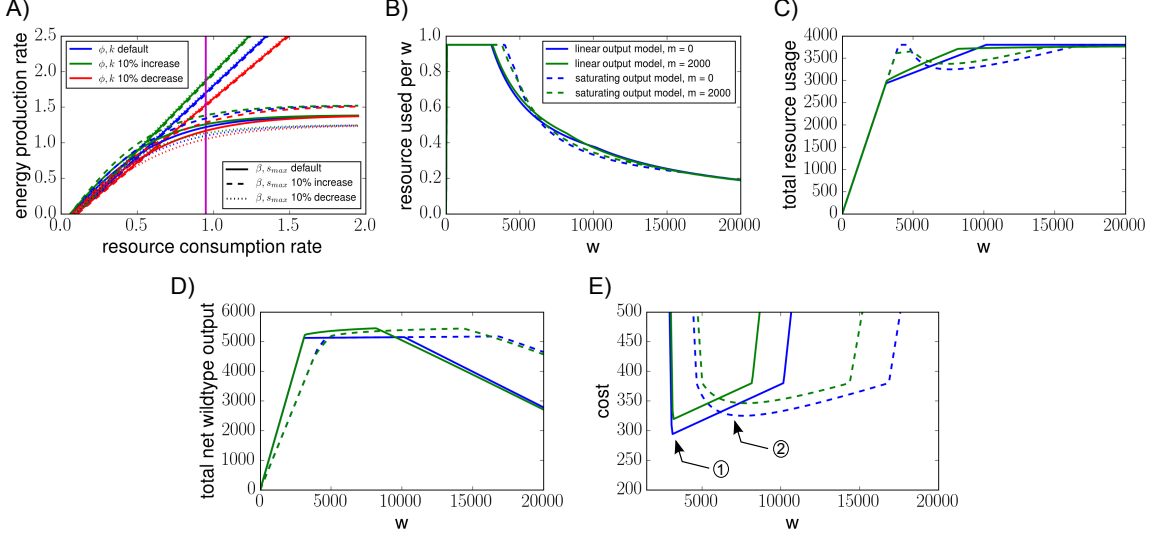 A)
energy production rate
2.5
2.0
1.5
1.0
0.5
0.0
0.0 0.5 1.0 1.5 2.0
resource consumption rate
ϕ, k default
ϕ, k 10% increase
ϕ, k 10% decrease
β, s_max default
β, s_max 10% increase
β, s_max 10% decrease
B)
resource used per w
1.0
0.8
0.6
0.4
0.2
0.0
0 5000 10000 15000 20000
w
linear output model, m = 0
linear output model, m = 2000
saturating output model, m = 0
saturating output model, m = 2000
C)
total resource usage
4000
3500
3000
2500
2000
1500
1000
500
0
0 5000 10000 15000 20000
w
D)
total net wildtype output
6000
5000
4000
3000
2000
1000
0
0 5000 10000 15000 20000
w
E)
cost
500
450
400
350
300
250
200
5000 10000 15000 20000
w
①
②